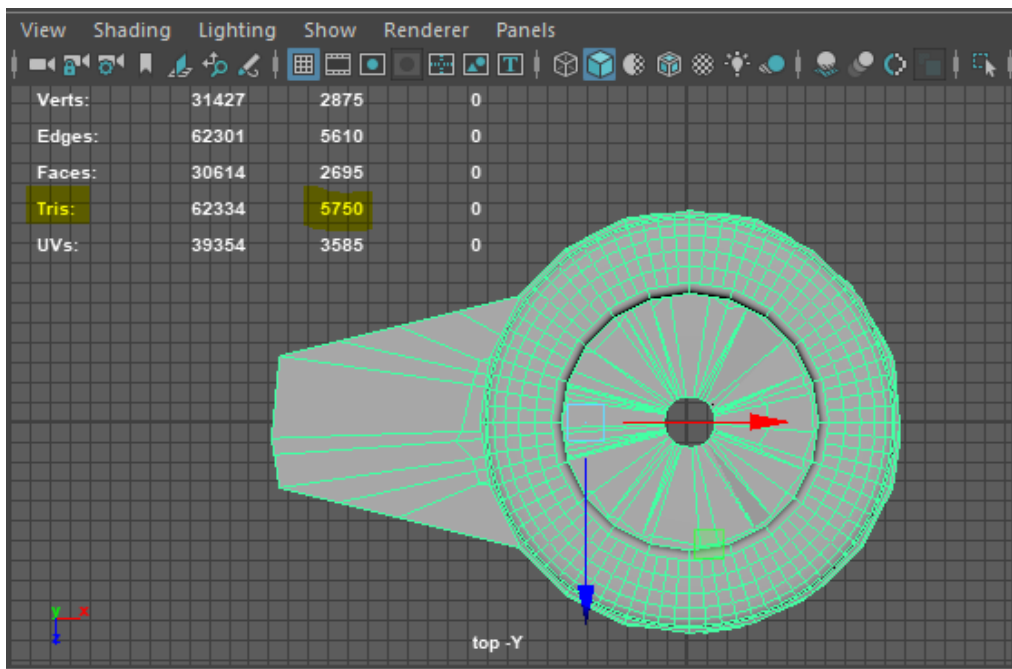 View Shading Lighting Show Renderer Panels
T
Verts: 31427 2875 0
Edges: 62301 5610 0
Faces: 30614 2695 0
Tris: 62334 5750 0
UVs: 39354 3585 0
y x
z
top -Y